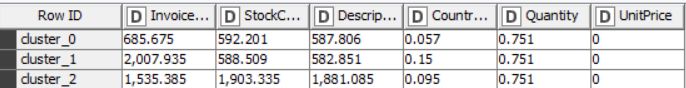 Row ID D Invoice... D StockC... D Descrip... D Countr... D Quantity D UnitPrice
cluster_0 685.675 592.201 587.806 0.057 0.751 0
cluster_1 2,007.935 588.509 582.851 0.15 0.751 0
cluster_2 1,535.385 1,903.335 1,881.085 0.095 0.751 0